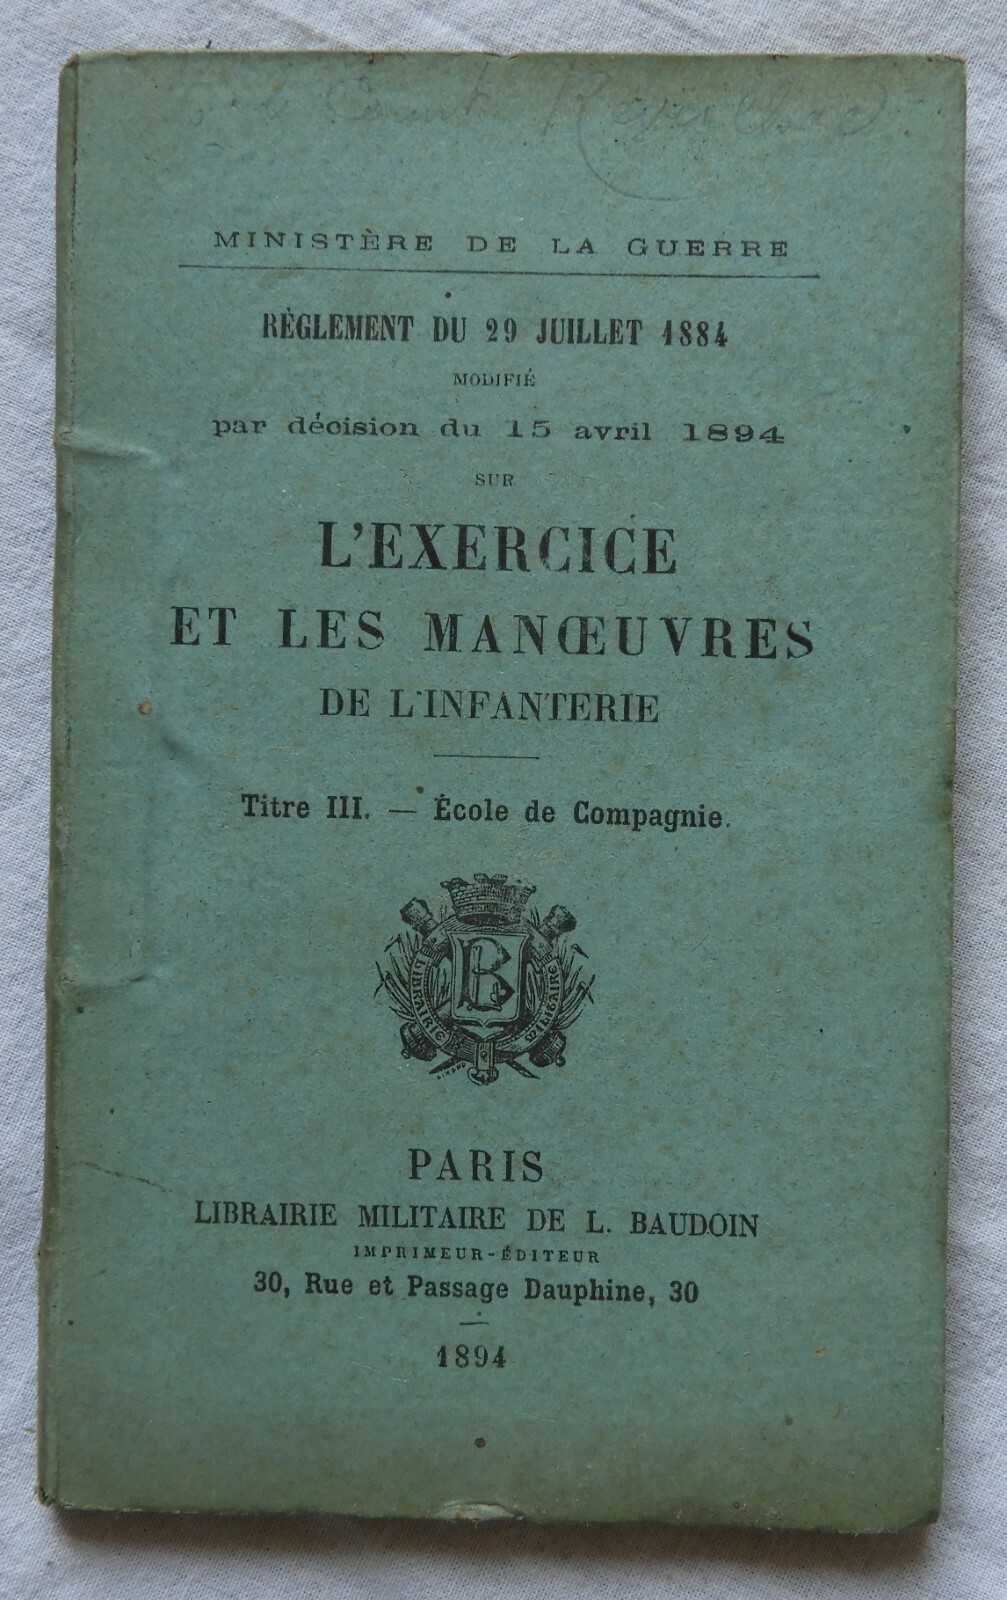 MINISTÈRE DE LA GUERRE
RÈGLEMENT DU 29 JUILLET 1884
MODIFIÉ
par décision du 15 avril 1894
SUR
L'EXERCICE
ET LES MANŒUVRES
DE L'INFANTERIE
Titre III. — École de Compagnie.
B
LIBRAIRIE MILITAIRE
PARIS
LIBRAIRIE MILITAIRE DE L. BAUDOIN
IMPRIMEUR-ÉDITEUR
30, Rue et Passage Dauphine, 30
1894